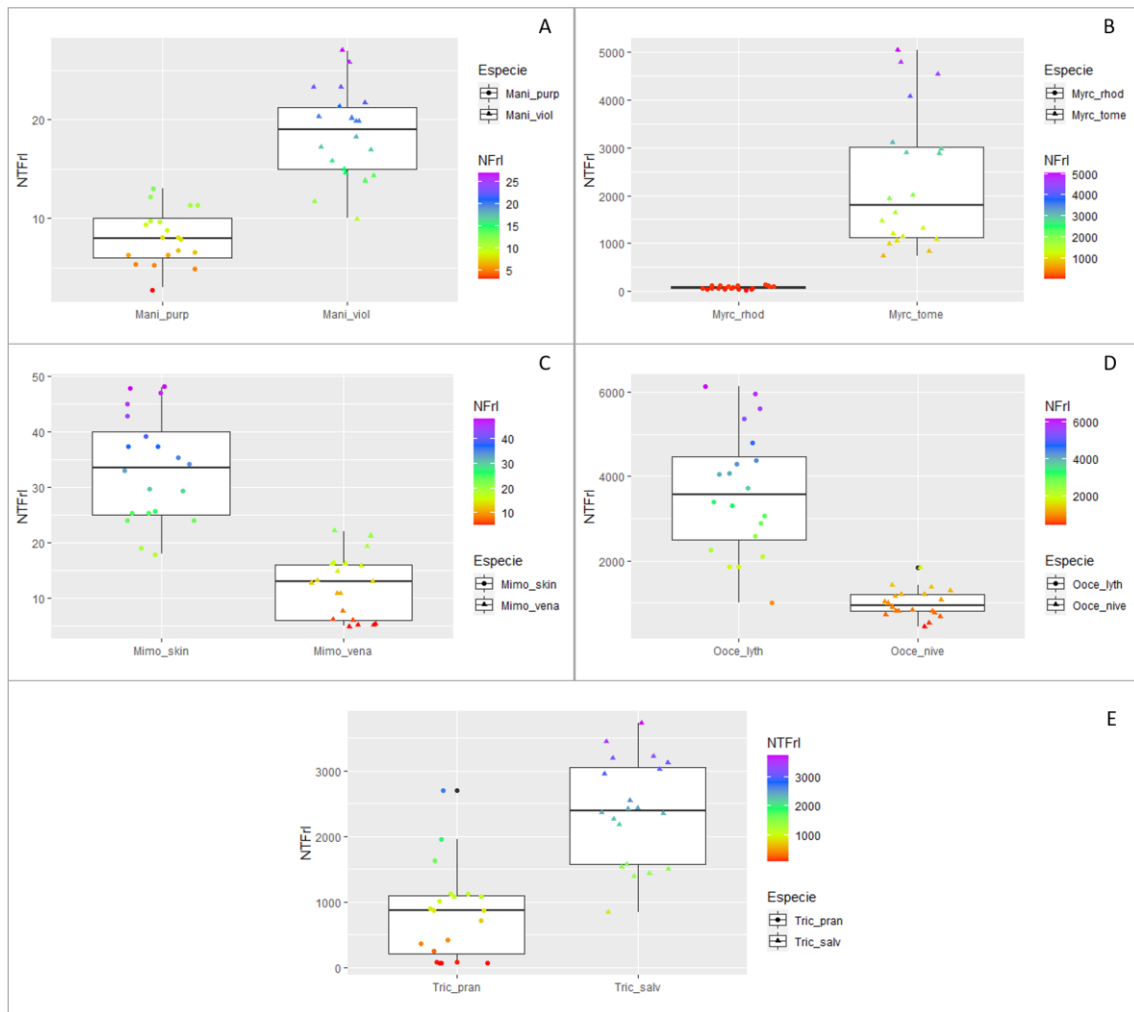 A
Especie
Mani_purp
Mani_viol
NFrl
25
20
15
10
5
NTFrl
20
10
Mani_purp
Mani_viol
B
Especie
Myrc_rhod
Myrc_tome
NFrl
5000
4000
3000
2000
1000
NTFrl
5000
4000
3000
2000
1000
0
Myrc_rhod
Myrc_tome
C
NFrl
40
30
20
10
Especie
Mimo_skin
Mimo_vena
NTFrl
50
40
30
20
10
Mimo_skin
Mimo_vena
D
NFrl
6000
4000
2000
Especie
Ooce_lyth
Ooce_nive
NTFrl
6000
4000
2000
Ooce_lyth
Ooce_nive
E
NTFrl
3000
2000
1000
Especie
Tric_pran
Tric_salv
NTFrl
3000
2000
1000
0
Tric_pran
Tric_salv